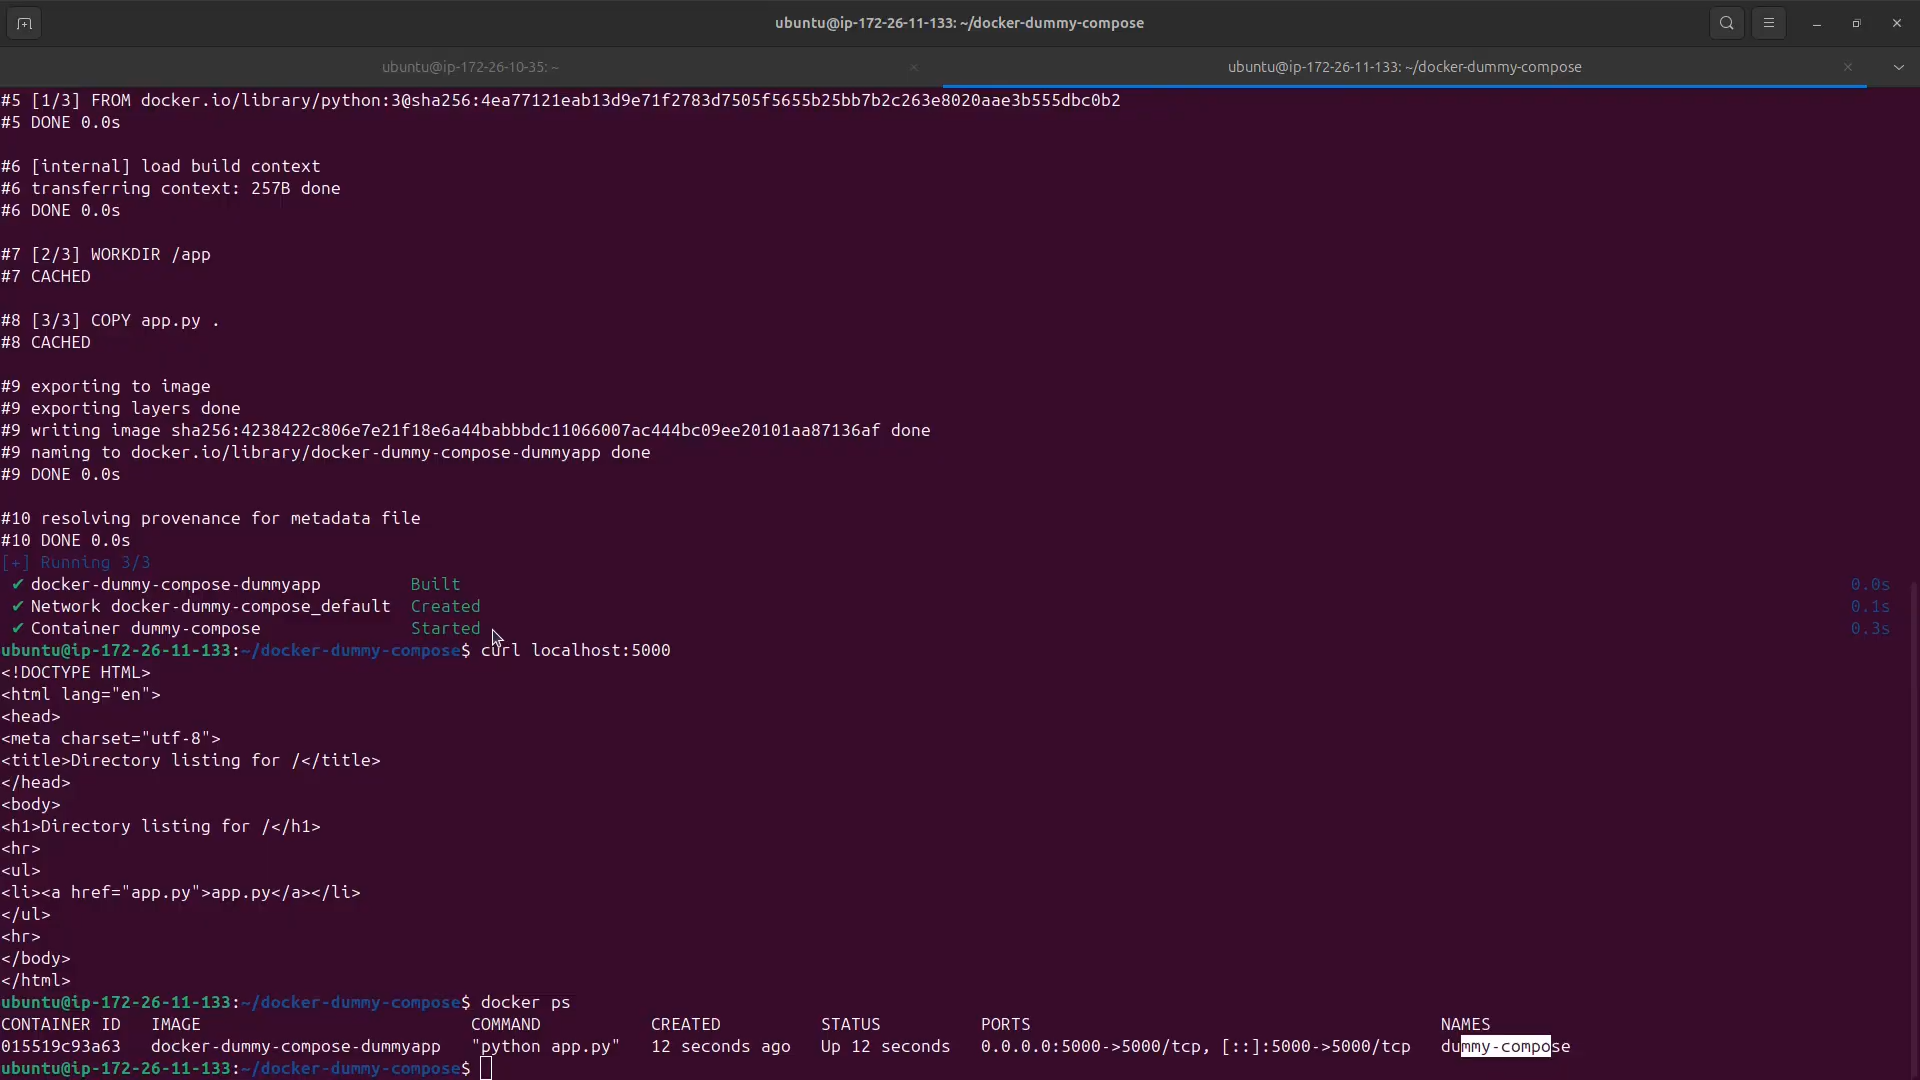 ubuntu@ip-172-26-11-133: ~/docker-dummy-compose
ubuntu@ip-172-26-10-35: ~
ubuntu@ip-172-26-11-133: ~/docker-dummy-compose
#5 [1/3] FROM docker.io/library/python:3@sha256:4ea77121eab13d9e71f2783d7505f5655b25bb7b2c263e8020aae3b555dbc0b2
#5 DONE 0.0s
#6 [internal] load build context
#6 transferring context: 257B done
#6 DONE 0.0s
#7 [2/3] WORKDIR /app
#7 CACHED
#8 [3/3] COPY app.py .
#8 CACHED
#9 exporting to image
#9 exporting layers done
#9 writing image sha256:4238422c806e7e21f18e6a44babbbdc11066007ac444bc09ee20101aa87136af done
#9 naming to docker.io/library/docker-dummy-compose-dummyapp done
#9 DONE 0.0s
#10 resolving provenance for metadata file
#10 DONE 0.0s
[+] Running 3/3
✔ docker-dummy-compose-dummyapp Built 0.0s
✔ Network docker-dummy-compose_default Created 0.1s
✔ Container dummy-compose Started 0.3s
ubuntu@ip-172-26-11-133:~/docker-dummy-compose$ curl localhost:5000
<!DOCTYPE HTML>
<html lang="en">
<head>
<meta charset="utf-8">
<title>Directory listing for /</title>
</head>
<body>
<h1>Directory listing for /</h1>
<hr>
<ul>
<li><a href="app.py">app.py</a></li>
</ul>
<hr>
</body>
</html>
ubuntu@ip-172-26-11-133:~/docker-dummy-compose$ docker ps
CONTAINER ID IMAGE COMMAND CREATED STATUS PORTS NAMES
015519c93a63 docker-dummy-compose-dummyapp "python app.py" 12 seconds ago Up 12 seconds 0.0.0.0:5000->5000/tcp, [::]:5000->5000/tcp dummy-compose
ubuntu@ip-172-26-11-133:~/docker-dummy-compose$